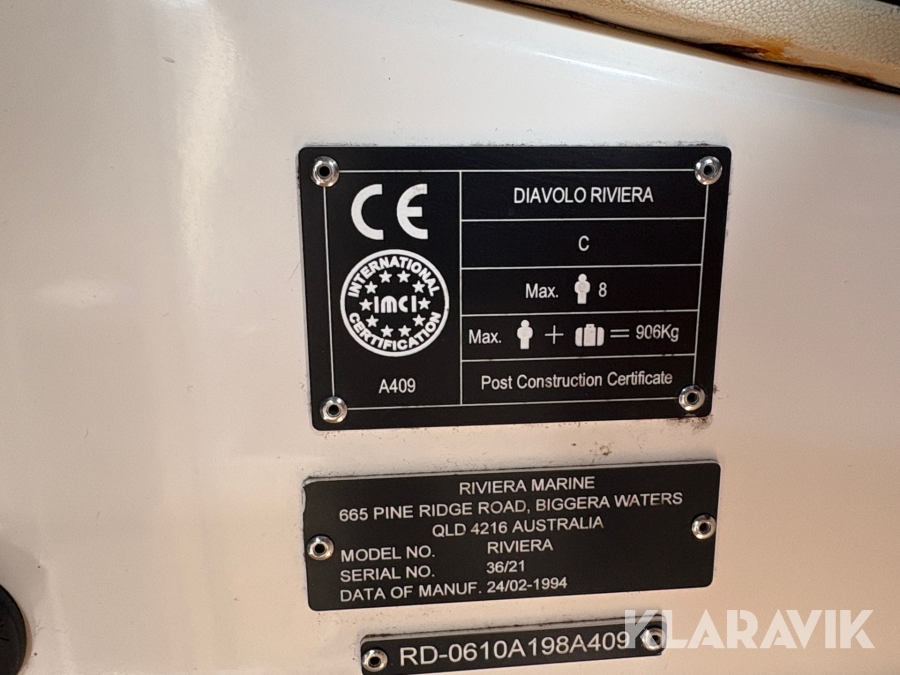 CE
INTERNATIONAL
IMCI
CERTIFICATION
A409
DIAVOLO RIVIERA
C
Max. 8
Max. + = 906Kg
Post Construction Certificate
RIVIERA MARINE
665 PINE RIDGE ROAD, BIGGERA WATERS
QLD 4216 AUSTRALIA
MODEL NO. RIVIERA
SERIAL NO. 36/21
DATA OF MANUF. 24/02-1994
RD-0610A198A409
KLARAVIK